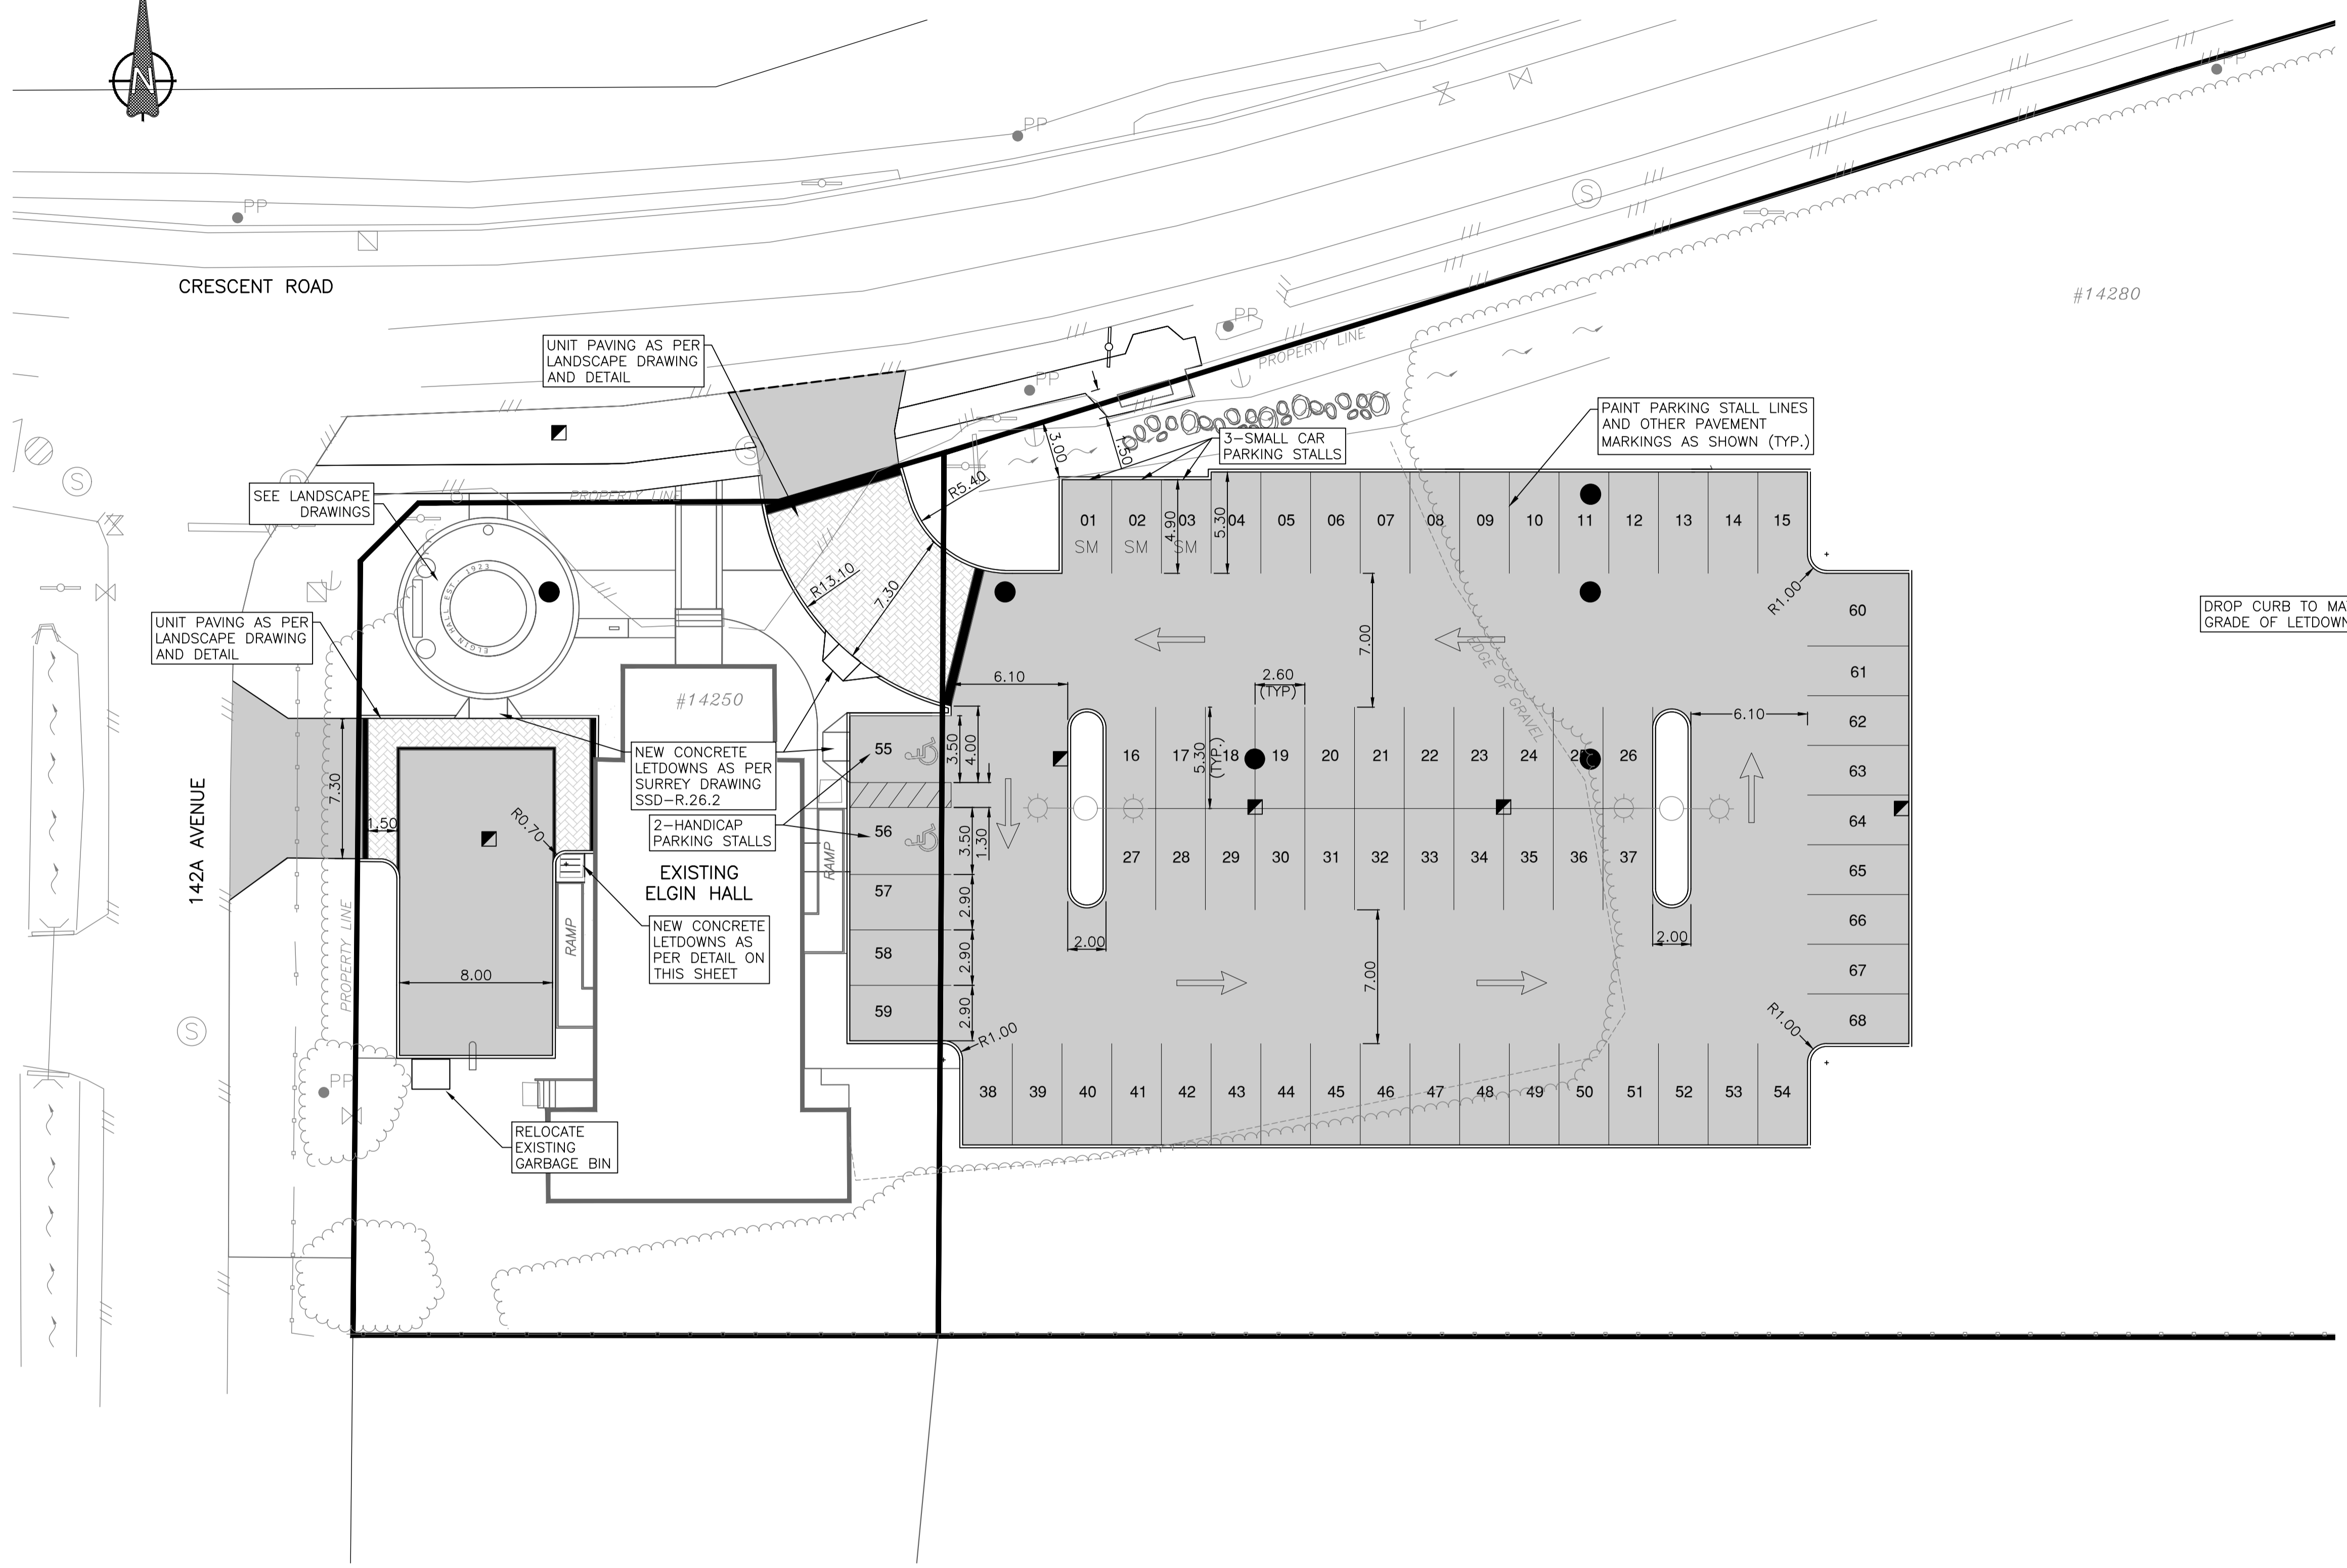 N
PP
PP
PP
CRESCENT ROAD
S
#14280
UNIT PAVING AS PER
LANDSCAPE DRAWING
AND DETAIL
PP
PROPERTY LINE
PP
PAINT PARKING STALL LINES
AND OTHER PAVEMENT
MARKINGS AS SHOWN (TYP.)
3-SMALL CAR
PARKING STALLS
3.00
1.50
S
S
SEE LANDSCAPE
DRAWINGS
PROPERTY LINE
R5.40
01 02 03 04 05 06 07 08 09 10 11 12 13 14 15
SM SM SM
4.90
5.30
ELGIN HALL EST. 1923
R13.10
7.30
R1.00
UNIT PAVING AS PER
LANDSCAPE DRAWING
AND DETAIL
DROP CURB TO MA
GRADE OF LETDOWN
7.00
EDGE OF GRAVEL
60
61
62
63
64
65
66
67
68
6.10
2.60
(TYP)
6.10
#14250
NEW CONCRETE
LETDOWNS AS PER
SURREY DRAWING
SSD-R.26.2
55
3.50
4.00
16 17 18 19 20 21 22 23 24 25 26
5.30
(TYP.)
142A AVENUE
7.30
1.50
R0.70
2-HANDICAP
PARKING STALLS
56
3.50
1.30
RAMP
27 28 29 30 31 32 33 34 35 36 37
EXISTING
ELGIN HALL
57
2.90
NEW CONCRETE
LETDOWNS AS
PER DETAIL ON
THIS SHEET
RAMP
PROPERTY LINE
58
2.90
2.00
2.00
8.00
7.00
59
2.90
R1.00
R1.00
S
PP
38 39 40 41 42 43 44 45 46 47 48 49 50 51 52 53 54
RELOCATE
EXISTING
GARBAGE BIN